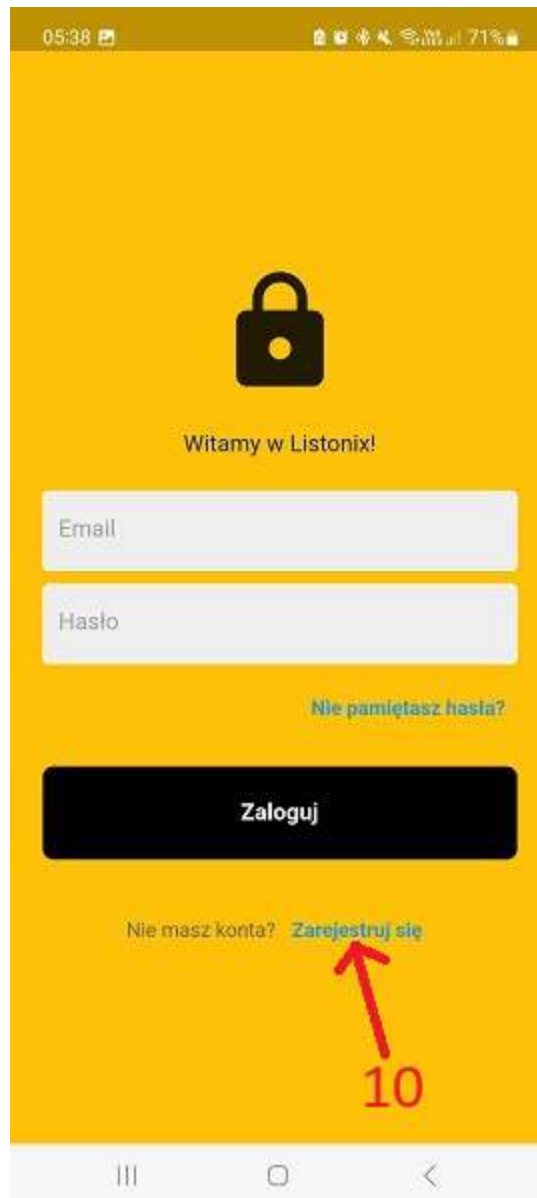 05:38 71%
Witamy w Listonix!
Email
Hasło
Nie pamiętasz hasła?
Zaloguj
Nie masz konta? Zarejestruj się
10